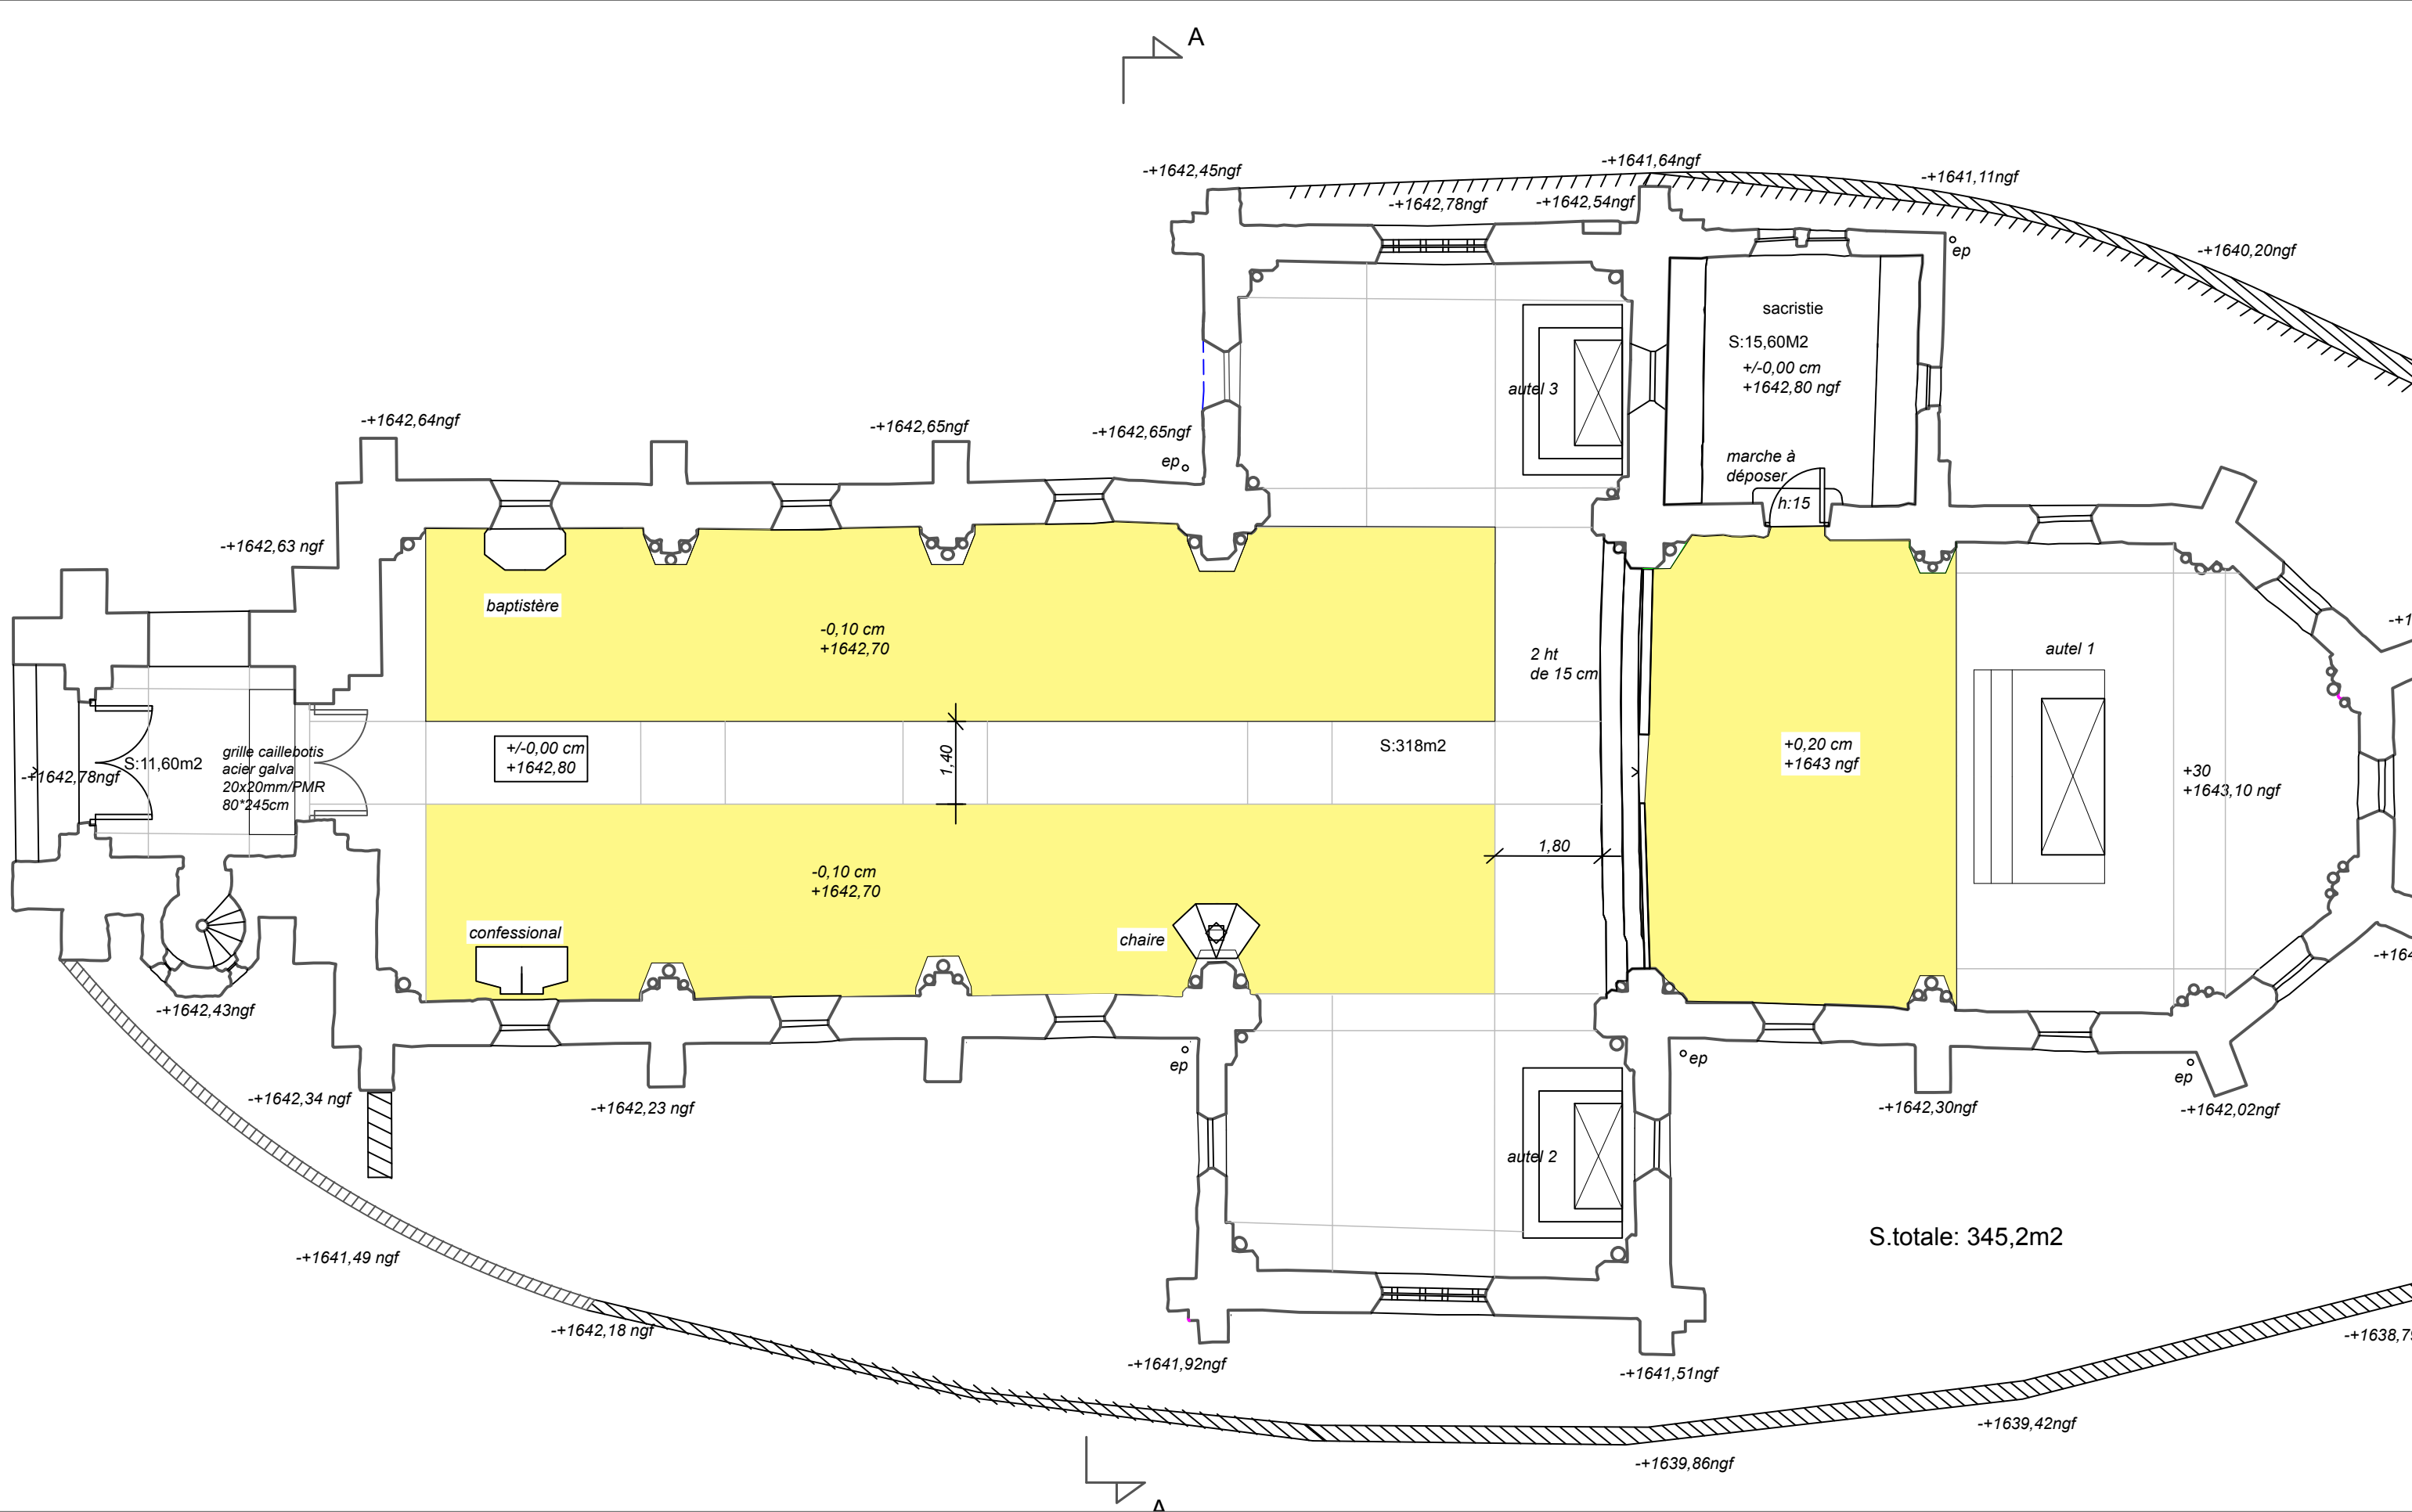 A
-+1642,45ngf
-+1641,64ngf
-+1641,11ngf
-+1642,78ngf
-+1642,54ngf
-+1640,20ngf
ep
sacristie
S:15,60M2
+/-0,00 cm
+1642,80 ngf
autel 3
marche à
déposer
h:15
-+1642,64ngf
-+1642,65ngf
-+1642,65ngf
ep
-+1642,63 ngf
baptistère
-0,10 cm
+1642,70
2 ht
de 15 cm
autel 1
-+1
+/-0,00 cm
+1642,80
1,40
S:318m2
+0,20 cm
+1643 ngf
+30
+1643,10 ngf
-+1642,78ngf
S:11,60m2
grille caillebotis
acier galva
20x20mm/PMR
80*245cm
1,80
-0,10 cm
+1642,70
confessional
chaire
-+164
-+1642,43ngf
ep
ep
ep
-+1642,34 ngf
-+1642,23 ngf
-+1642,30ngf
-+1642,02ngf
autel 2
S.totale: 345,2m2
-+1641,49 ngf
-+1642,18 ngf
-+1638,79
-+1641,92ngf
-+1641,51ngf
-+1639,42ngf
-+1639,86ngf
A